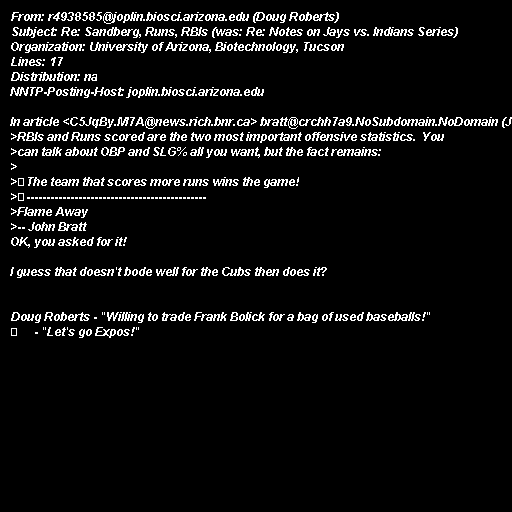 From: r4938585@joplin.biosci.arizona.edu (Doug Roberts)
Subject: Re: Sandberg, Runs, RBIs (was: Re: Notes on Jays vs. Indians Series)
Organization: University of Arizona, Biotechnology, Tucson
Lines: 17
Distribution: na
NNTP-Posting-Host: joplin.biosci.arizona.edu

In article <C5JqBy.M7A@news.rich.bnr.ca> bratt@crchh7a9.NoSubdomain.NoDomain (J
>RBIs and Runs scored are the two most important offensive statistics.  You
>can talk about OBP and SLG% all you want, but the fact remains:
>
>	The team that scores more runs wins the game!
>	---------------------------------------------
>Flame Away
>-- John Bratt
OK, you asked for it!

I guess that doesn't bode well for the Cubs then does it?

Doug Roberts - "Willing to trade Frank Bolick for a bag of used baseballs!"
	- "Let's go Expos!"